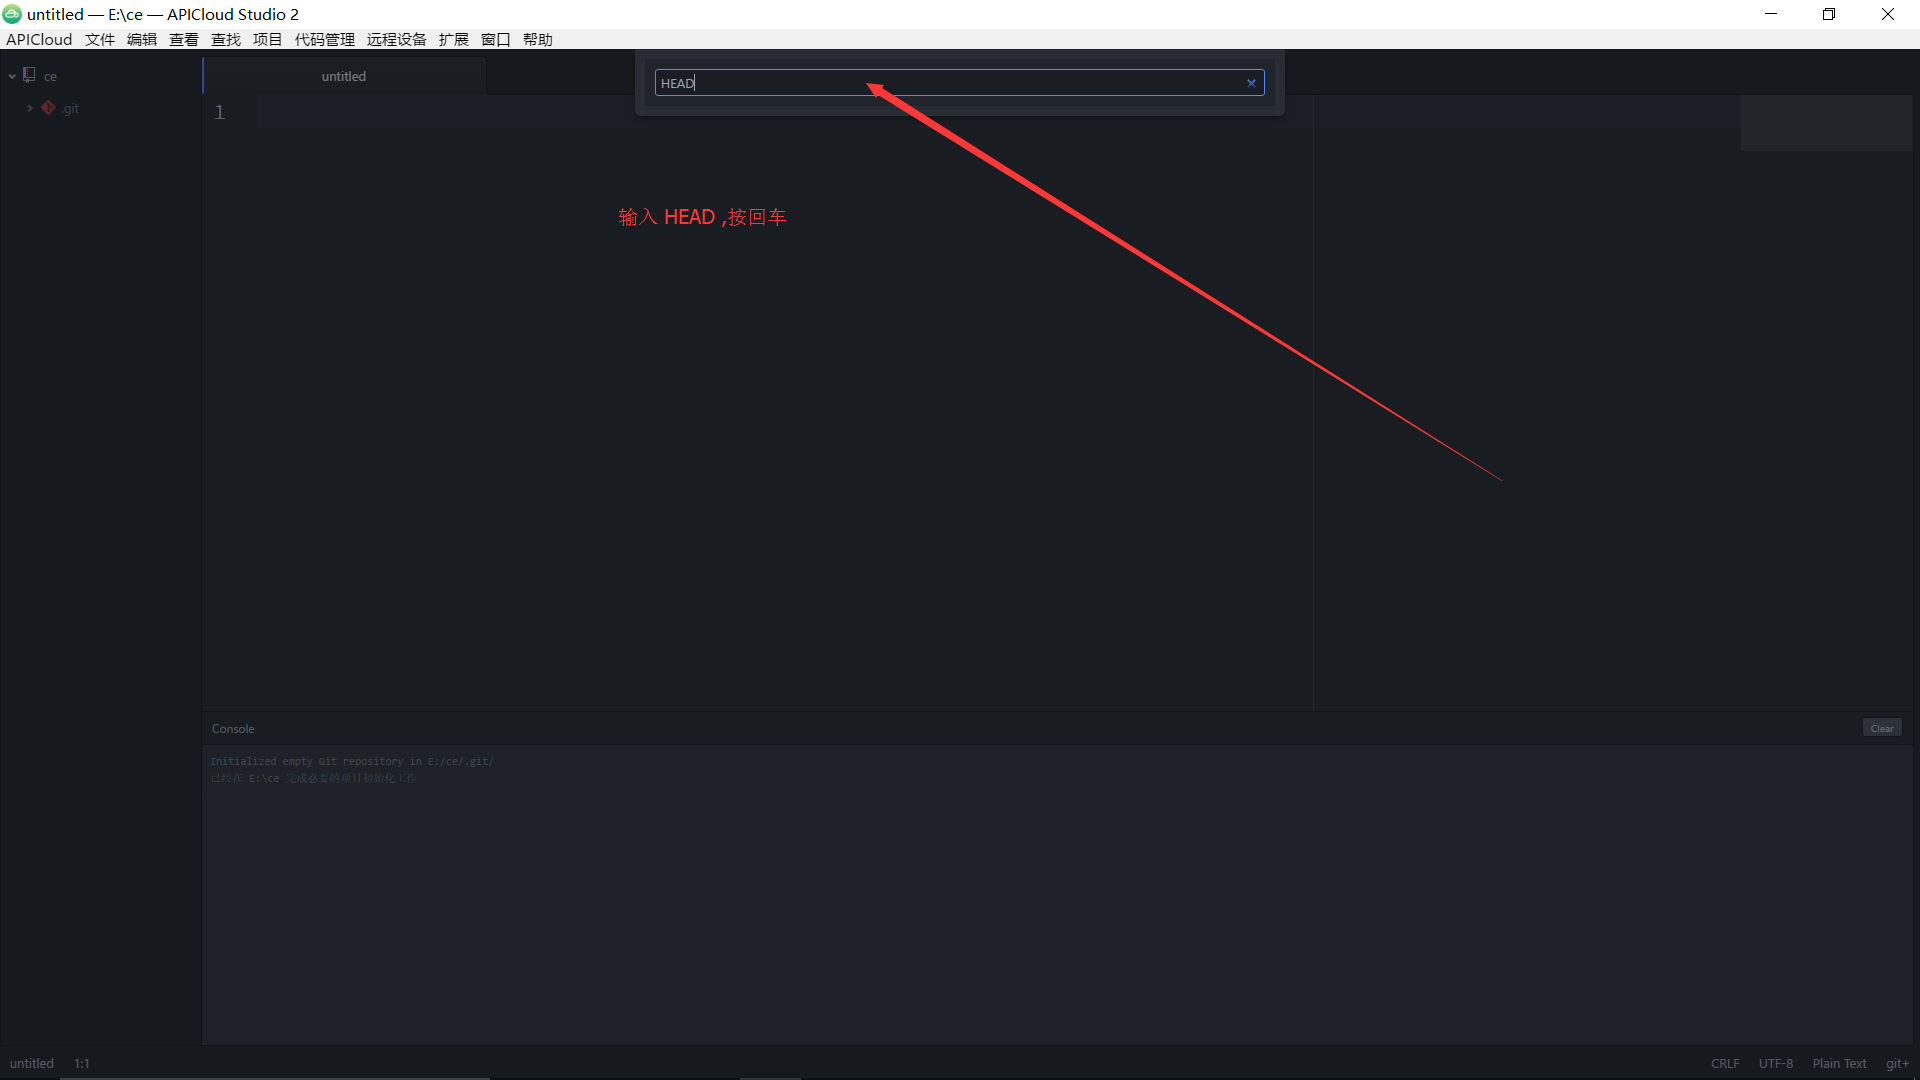 untitled — E:\ce — APICloud Studio 2
APICloud 文件 编辑 查看 查找 项目 代码管理 远程设备 扩展 窗口 帮助
ce
.git
untitled
1
HEAD
输入 HEAD ,按回车
Console
Clear
Initialized empty Git repository in E:/ce/.git/
已经在 E:\ce 完成必要的项目初始化工作
untitled 1:1
CRLF UTF-8 Plain Text git+